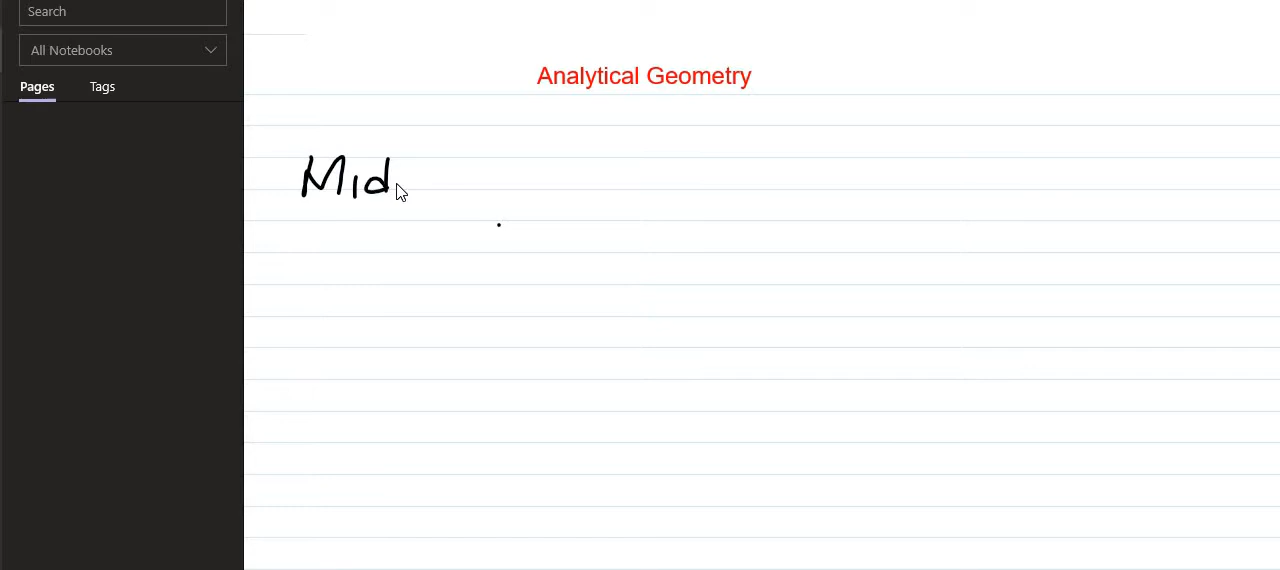 Search
All Notebooks
Pages Tags
Analytical Geometry
Mid